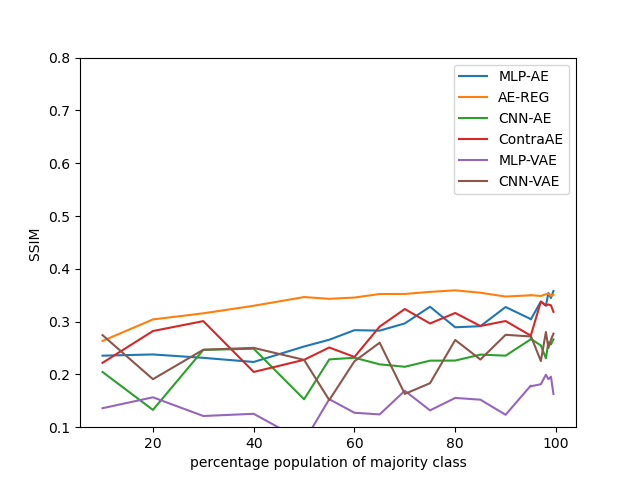 0.8
0.7
0.6
0.5
0.4
0.3
0.2
0.1
SSIM
MLP-AE
AE-REG
CNN-AE
ContraAE
MLP-VAE
CNN-VAE
20 40 60 80 100
percentage population of majority class